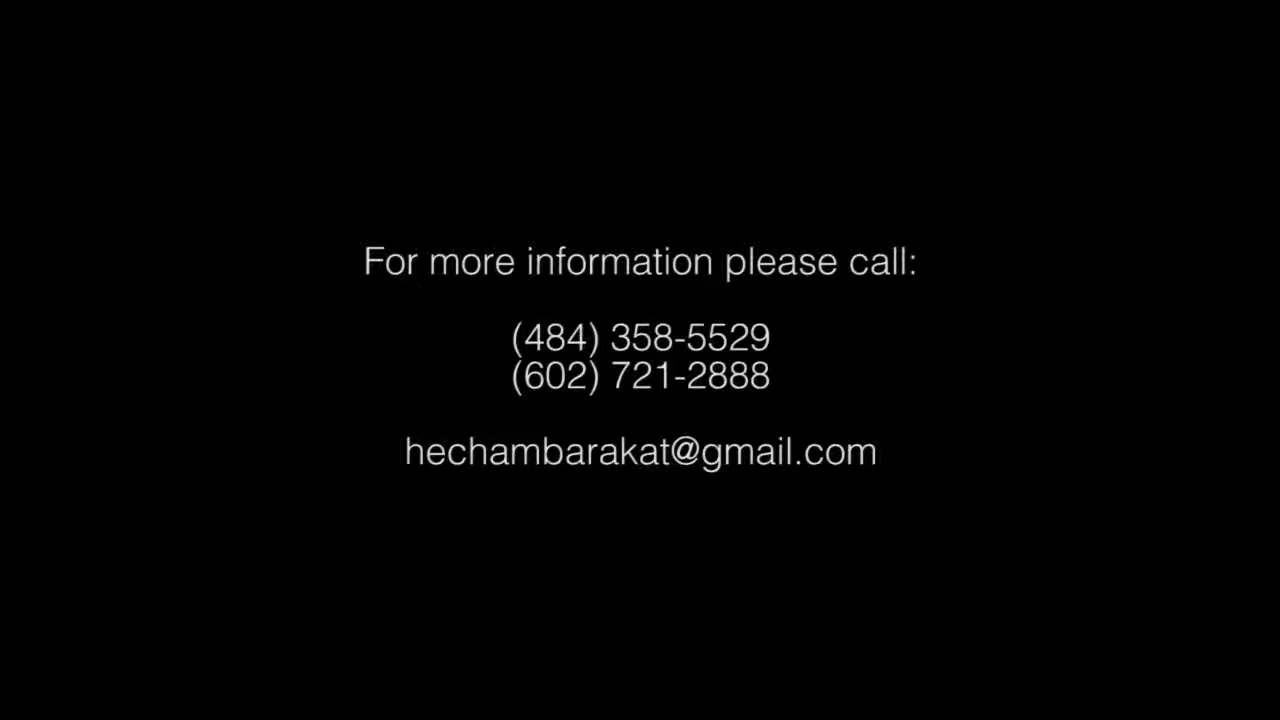 For more information please call:
(484) 358-5529
(602) 721-2888
hechambarakat@gmail.com